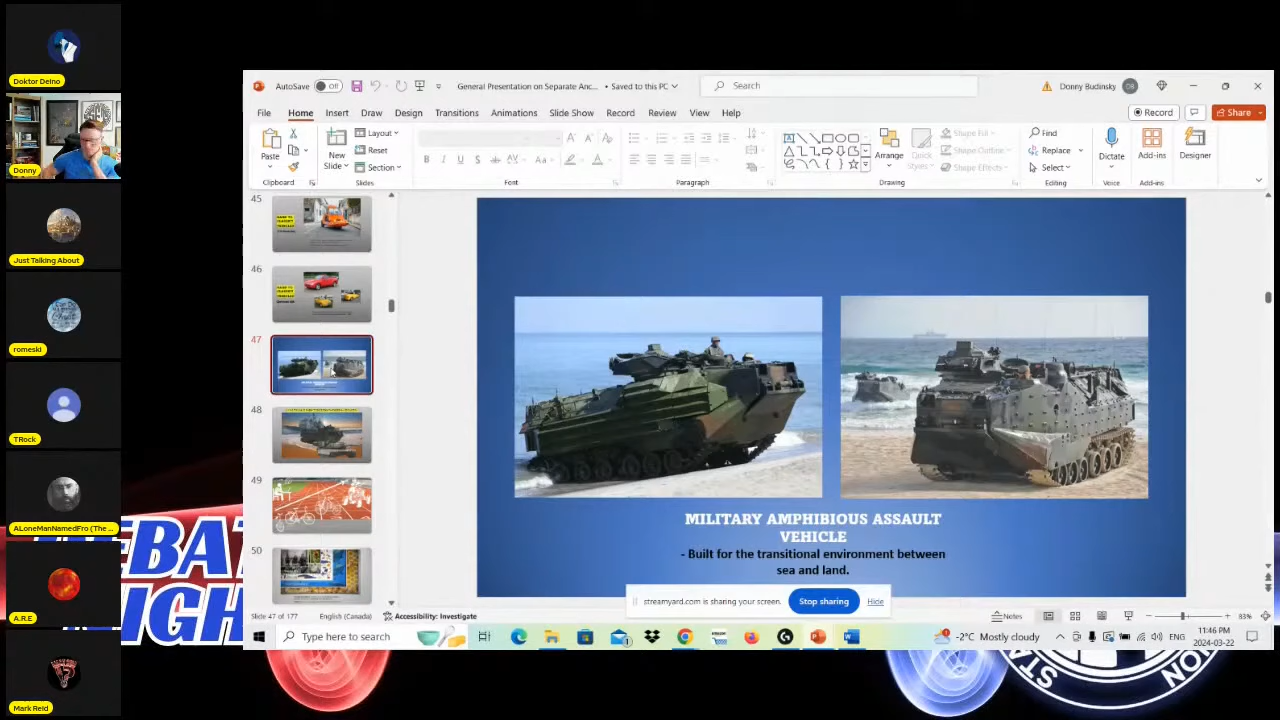 Doktor Deino
Donny
Just Talking About
romeski
TRock
ALoneManNamedFro (The ...
A.R.E
Mark Reid
AutoSave
Off
General Presentation on Separate Anc... • Saved to this PC
Search
Donny Budinsky
DB
File
Home
Insert
Draw
Design
Transitions
Animations
Slide Show
Record
Review
View
Help
Record
Share
Paste
New
Slide
Layout
Reset
Section
Clipboard
Slides
Font
Paragraph
Arrange
Quick
Styles
Shape Fill
Shape Outline
Shape Effects
Drawing
Find
Replace
Select
Editing
Dictate
Voice
Add-ins
Add-ins
Designer
45
46
47
48
49
50
MILITARY AMPHIBIOUS ASSAULT
VEHICLE
- Built for the transitional environment between
sea and land.
streamyard.com is sharing your screen.
Stop sharing
Hide
Slide 47 of 177
English (Canada)
Accessibility: Investigate
Notes
83%
Type here to search
-2°C Mostly cloudy
ENG
11:46 PM
2024-03-22